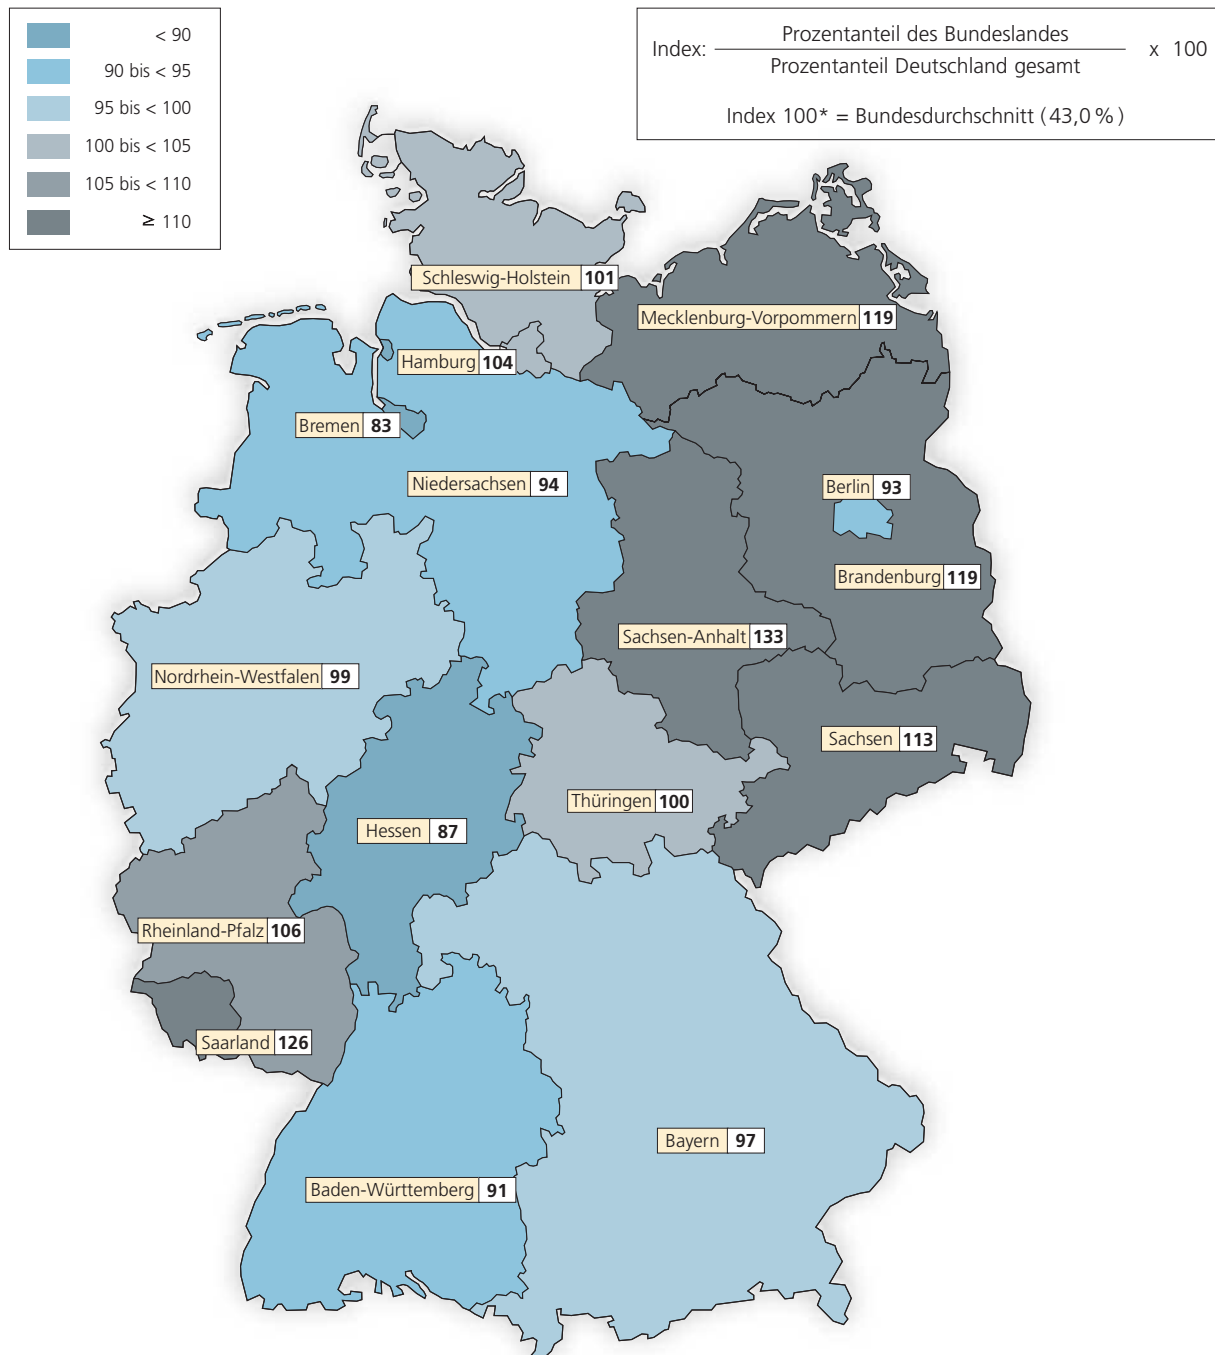 < 90
90 bis < 95
95 bis < 100
100 bis < 105
105 bis < 110
≥ 110
Prozentanteil des Bundeslandes
Index: x 100
Prozentanteil Deutschland gesamt
Index 100* = Bundesdurchschnitt (43,0 %)
Schleswig-Holstein 101
Mecklenburg-Vorpommern 119
Hamburg 104
Bremen 83
Niedersachsen 94
Berlin 93
Brandenburg 119
Sachsen-Anhalt 133
Nordrhein-Westfalen 99
Sachsen 113
Thüringen 100
Hessen 87
Rheinland-Pfalz 106
Saarland 126
Bayern 97
Baden-Württemberg 91